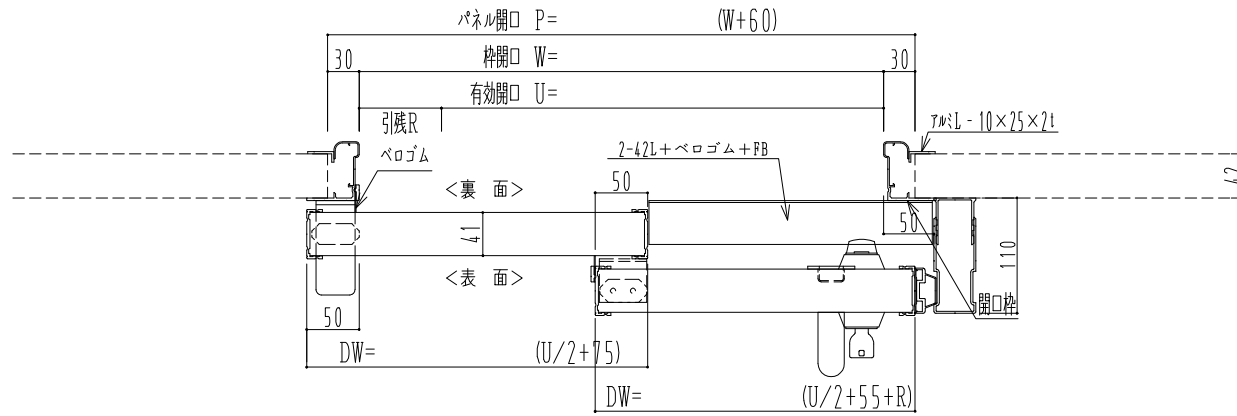 パネル開口 P= (W+60)
30 枠開口 W= 30
有効開口 U=
引残R
ベロゴム
アルミL - 10×25×2t
2-42L+ベロゴム+FB
<裏 面>
50
42
41
50
110
<表 面>
開口枠
50
DW= (U/2+75)
DW= (U/2+55+R)